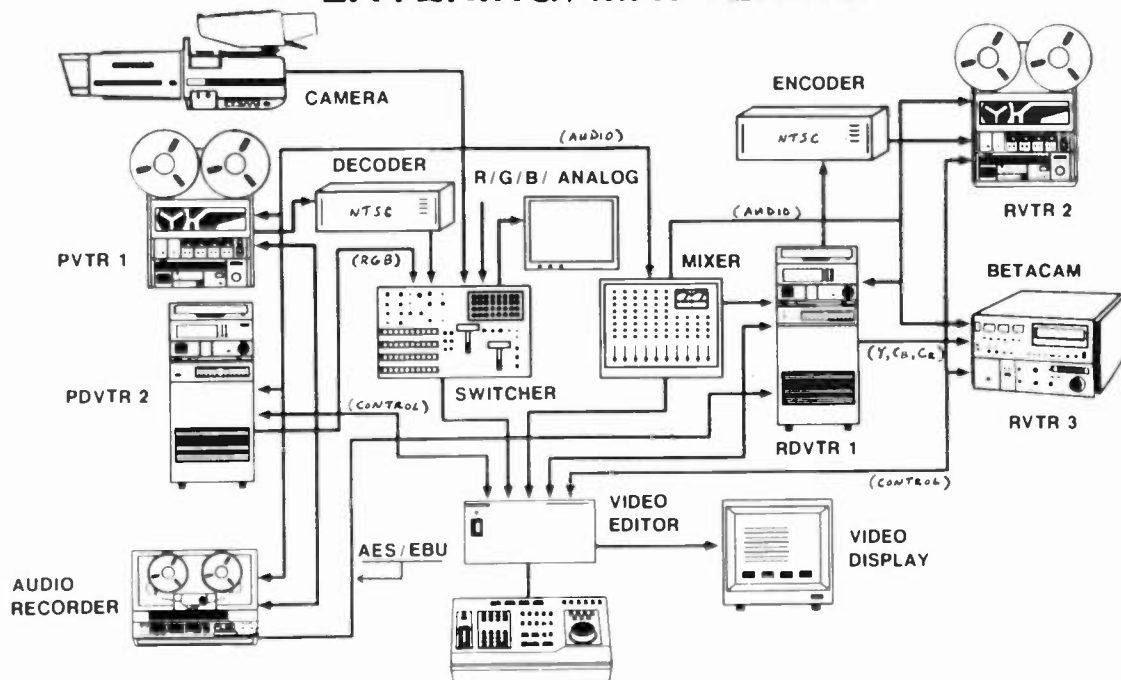 CAMERA
ENCODER
NTSC
RVTR 2
(AUDIO)
DECODER
NTSC
R/G/B/ ANALOG
(AUDIO)
PVTR 1
(RGB)
MIXER
BETACAM
PDVTR 2
SWITCHER
(CONTROL)
(Y, CB, CR)
RVTR 3
RDVTR 1
(CONTROL)
VIDEO
EDITOR
VIDEO
DISPLAY
AES/EBU
AUDIO
RECORDER